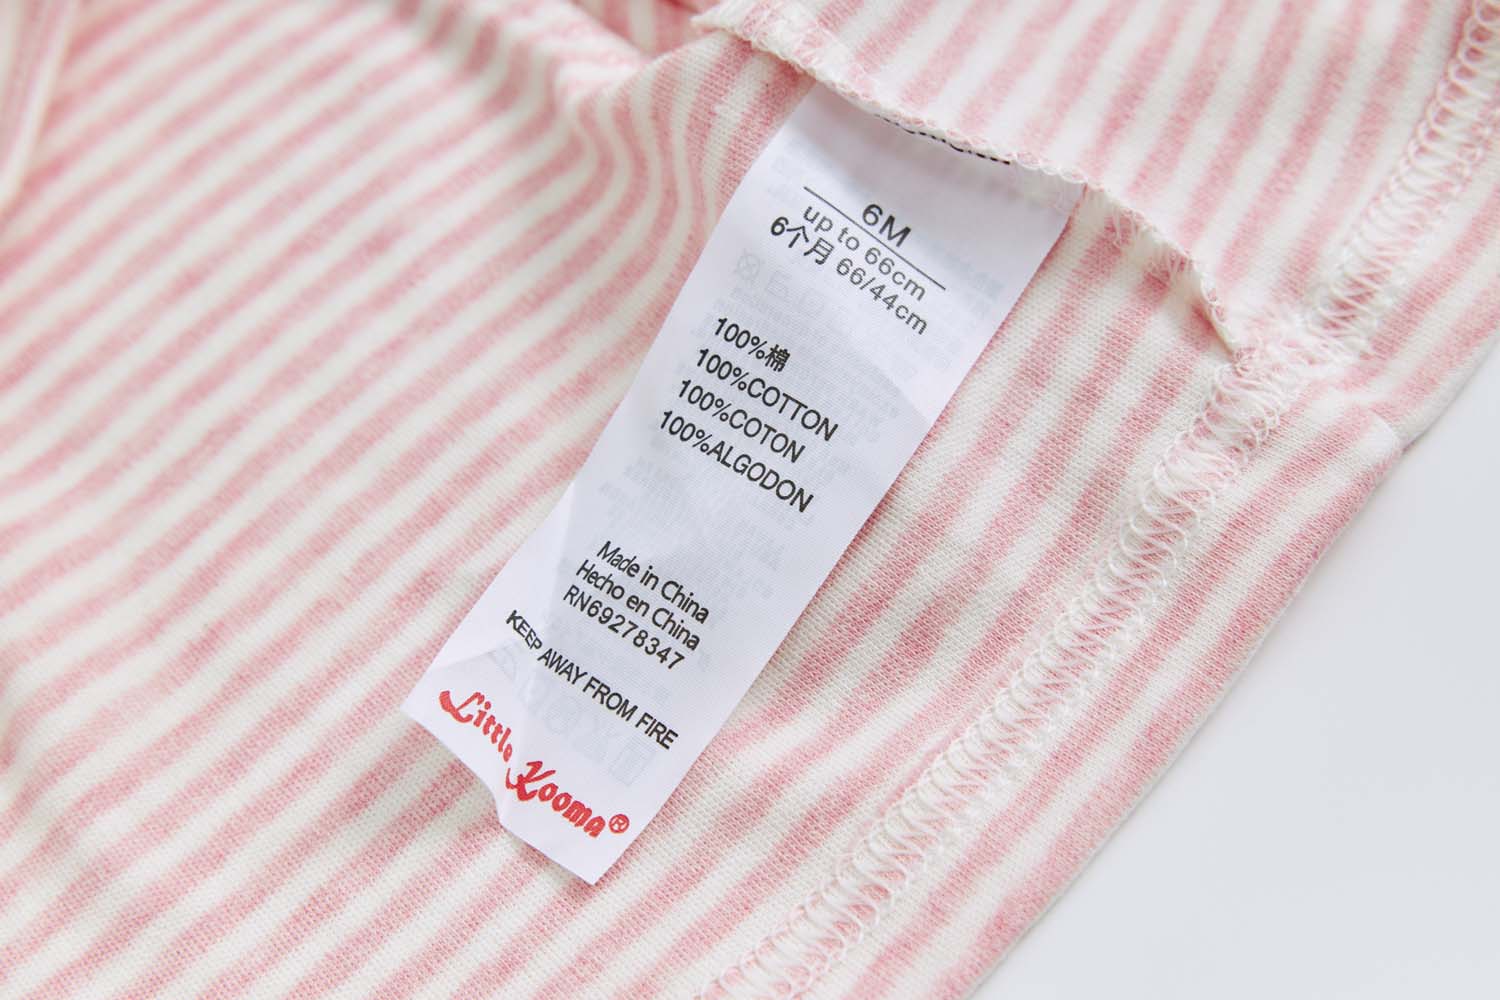 6M
up to 66cm
6个月 66/44cm
100%棉
100%COTTON
100%COTON
100%ALGODON
Made in China
Hecho en China
RN69278347
KEEP AWAY FROM FIRE
Little Kooma®